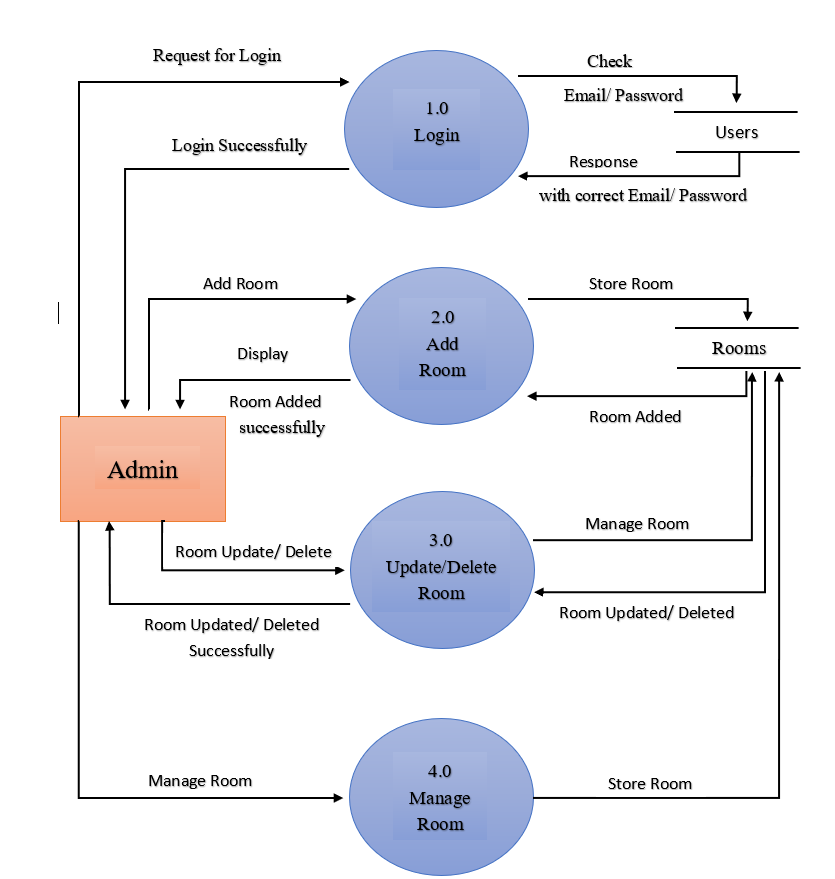 Request for Login
Check
Email/ Password
1.0
Login
Users
Login Successfully
Response
with correct Email/ Password
Add Room
Store Room
2.0
Add
Room
Rooms
Display
Room Added
successfully
Room Added
Admin
Manage Room
3.0
Update/Delete
Room
Room Update/ Delete
Room Updated/ Deleted
Room Updated/ Deleted
Successfully
4.0
Manage
Room
Manage Room
Store Room